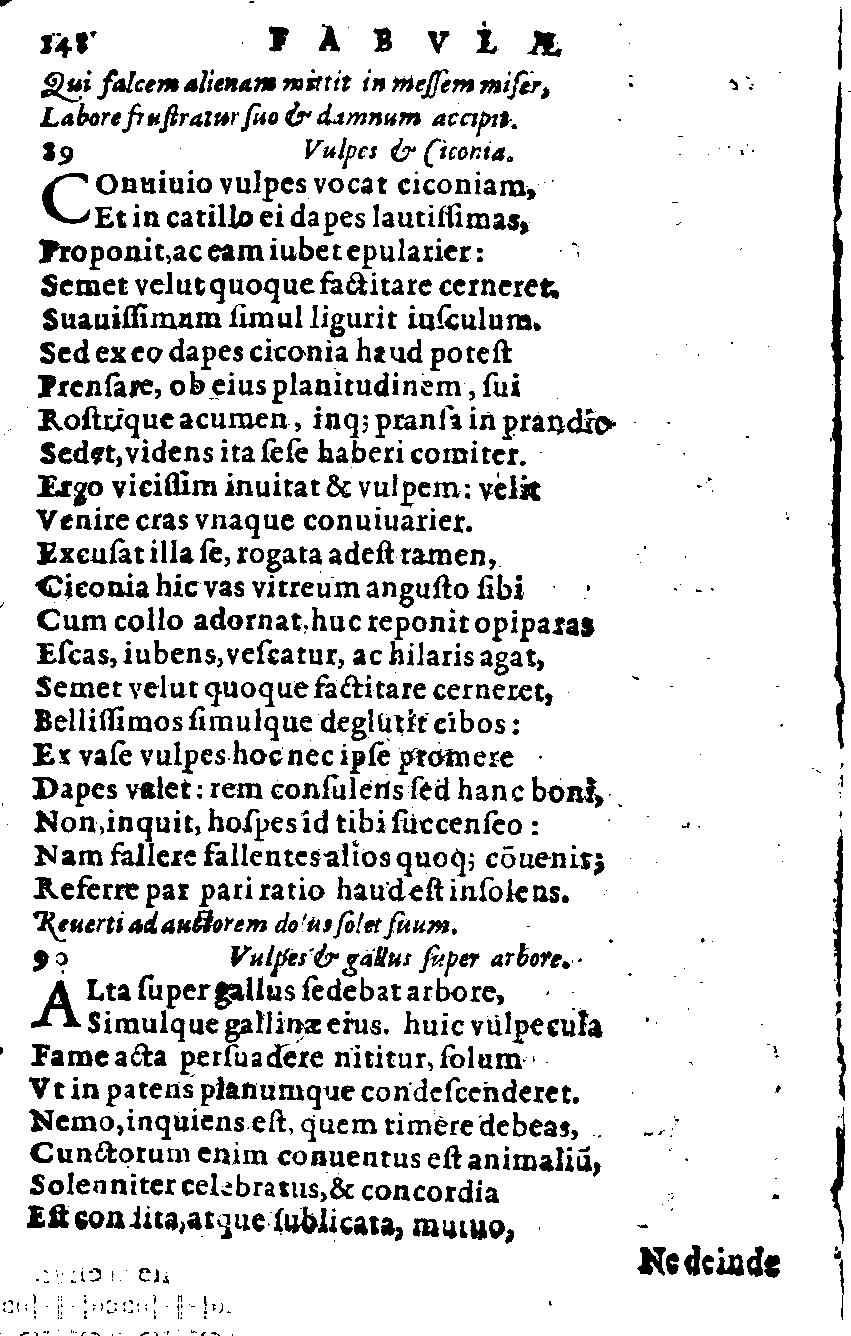 148 FABVLÆ
Qui falcem alienam mittit in meſſem miſer,
Labore fruſtratur ſuo & damnum accipit.
89 Vulpes & Ciconia.
COnuiuio vulpes vocat ciconiam,
Et in catillo ei dapes lautiſſimas,
Proponit, ac eam iubet epularier:
Semet velut quoque factitare cerneret.
Suauiſſimum ſimul ligurit iuſculum.
Sed ex eo dapes ciconia haud poteſt
Prenſare, ob eius planitudinem, ſui
Roſtrique acumen, inq; pranſa in prandio
Sedet, videns ita ſeſe haberi comiter.
Ergo viciſſim inuitat & vulpem: velit
Venire cras vnaque conuiuarier.
Excuſat illa ſe, rogata adeſt tamen,
Ciconia hic vas vitreum anguſto ſibi
Cum collo adornat, huc reponit opiparas
Eſcas, iubens, veſcatur, ac hilaris agat,
Semet velut quoque factitare cerneret,
Belliſſimos ſimulque deglutit cibos:
Ex vaſe vulpes hoc nec ipſe promere
Dapes valet: rem conſulens ſed hanc boni,
Non, inquit, hoſpes id tibi ſuccenſeo:
Nam fallere fallentes alios quoq; cōuenit;
Referre par pari ratio haud eſt inſolens.
Reuerti ad auctorem dolus ſolet ſuum.
90 Vulpes & gallus ſuper arbore.
ALta ſuper gallus ſedebat arbore,
Simulque gallinæ eius. huic vulpecula
Fame acta perſuadere nititur, ſolum
Vt in patens planumque condeſcenderet.
Nemo, inquiens eſt, quem timere debeas,
Cunctorum enim conuentus eſt animaliū,
Solenniter celebratus, & concordia
Eſt condita, atque ſublicata, mutuo,
Ne deinde